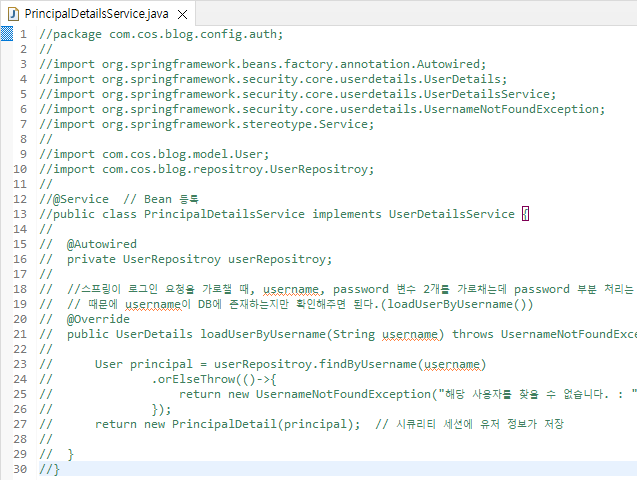 PrincipalDetailsService.java
1 //package com.cos.blog.config.auth;
2 //
3 //import org.springframework.beans.factory.annotation.Autowired;
4 //import org.springframework.security.core.userdetails.UserDetails;
5 //import org.springframework.security.core.userdetails.UserDetailsService;
6 //import org.springframework.security.core.userdetails.UsernameNotFoundException;
7 //import org.springframework.stereotype.Service;
8 //
9 //import com.cos.blog.model.User;
10 //import com.cos.blog.repositroy.UserRepositroy;
11 //
12 //@Service  // Bean 등록
13 //public class PrincipalDetailsService implements UserDetailsService {
14 //
15 //  @Autowired
16 //  private UserRepositroy userRepositroy;
17 //
18 //  //스프링이 로그인 요청을 가로챌 때, username, password 변수 2개를 가로채는데 password 부분 처리는
19 //  // 때문에 username이 DB에 존재하는지만 확인해주면 된다.(loadUserByUsername())
20 //  @Override
21 //  public UserDetails loadUserByUsername(String username) throws UsernameNotFoundExce
22 //
23 //      User principal = userRepositroy.findByUsername(username)
24 //              .orElseThrow(()->{
25 //                  return new UsernameNotFoundException("해당 사용자를 찾을 수 없습니다. : "
26 //              });
27 //      return new PrincipalDetail(principal);  // 시큐리티 세션에 유저 정보가 저장
28 //
29 //  }
30 //}